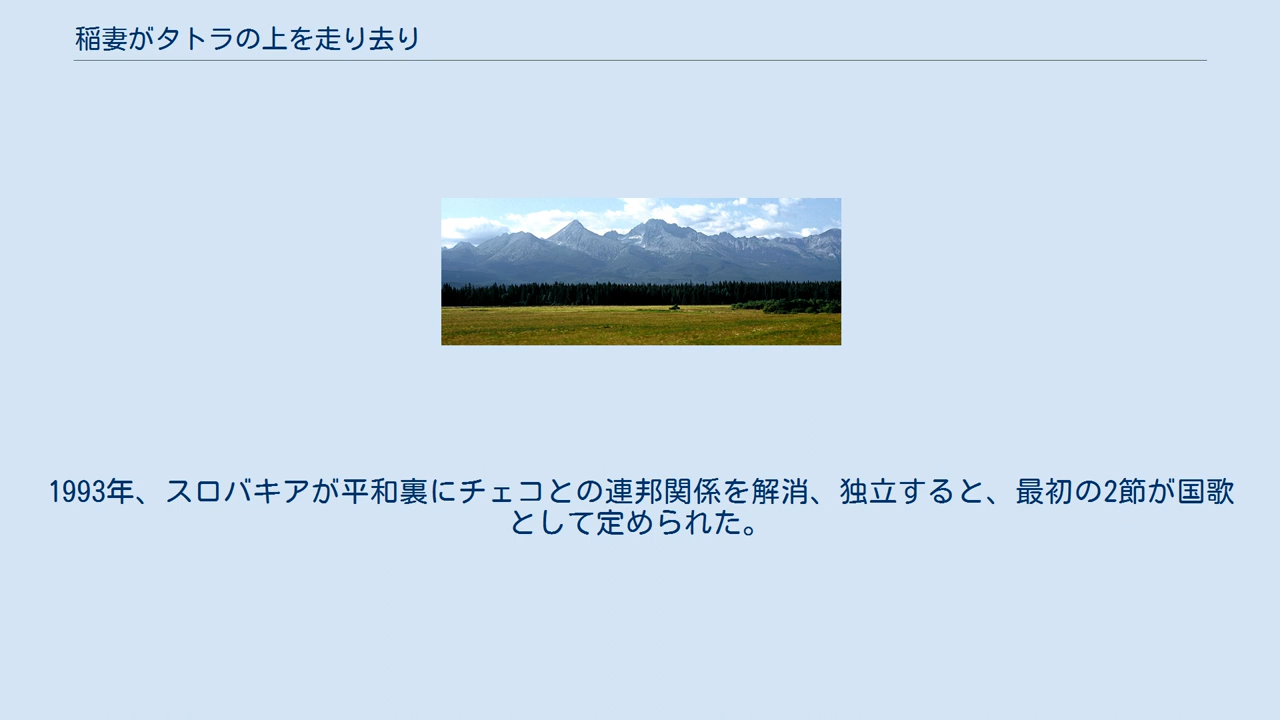 稲妻がタトラの上を走り去り
1993年、スロバキアが平和裏にチェコとの連邦関係を解消、独立すると、最初の2節が国歌
として定められた。